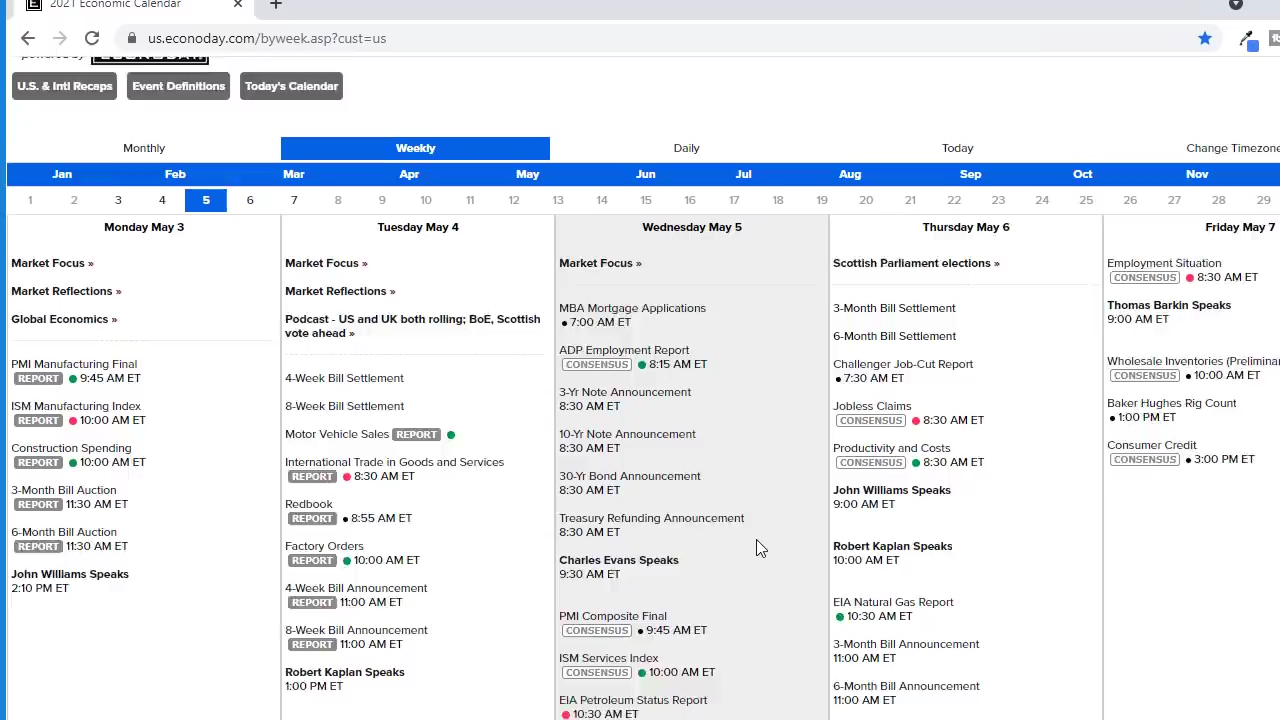 2021 Economic Calendar
us.econoday.com/byweek.asp?cust=us
powered by ECONODAY
U.S. & Intl Recaps Event Definitions Today's Calendar
Monthly Weekly Daily Today Change Timezone
Jan Feb Mar Apr May Jun Jul Aug Sep Oct Nov
1 2 3 4 5 6 7 8 9 10 11 12 13 14 15 16 17 18 19 20 21 22 23 24 25 26 27 28 29
Monday May 3
Market Focus »
Market Reflections »
Global Economics »
PMI Manufacturing Final
REPORT 9:45 AM ET
ISM Manufacturing Index
REPORT 10:00 AM ET
Construction Spending
REPORT 10:00 AM ET
3-Month Bill Auction
REPORT 11:30 AM ET
6-Month Bill Auction
REPORT 11:30 AM ET
John Williams Speaks
2:10 PM ET
Tuesday May 4
Market Focus »
Market Reflections »
Podcast - US and UK both rolling; BoE, Scottish
vote ahead »
4-Week Bill Settlement
8-Week Bill Settlement
Motor Vehicle Sales REPORT
International Trade in Goods and Services
REPORT 8:30 AM ET
Redbook
REPORT 8:55 AM ET
Factory Orders
REPORT 10:00 AM ET
4-Week Bill Announcement
REPORT 11:00 AM ET
8-Week Bill Announcement
REPORT 11:00 AM ET
Robert Kaplan Speaks
1:00 PM ET
Wednesday May 5
Market Focus »
MBA Mortgage Applications
7:00 AM ET
ADP Employment Report
CONSENSUS 8:15 AM ET
3-Yr Note Announcement
8:30 AM ET
10-Yr Note Announcement
8:30 AM ET
30-Yr Bond Announcement
8:30 AM ET
Treasury Refunding Announcement
8:30 AM ET
Charles Evans Speaks
9:30 AM ET
PMI Composite Final
CONSENSUS 9:45 AM ET
ISM Services Index
CONSENSUS 10:00 AM ET
EIA Petroleum Status Report
10:30 AM ET
Thursday May 6
Scottish Parliament elections »
3-Month Bill Settlement
6-Month Bill Settlement
Challenger Job-Cut Report
7:30 AM ET
Jobless Claims
CONSENSUS 8:30 AM ET
Productivity and Costs
CONSENSUS 8:30 AM ET
John Williams Speaks
9:00 AM ET
Robert Kaplan Speaks
10:00 AM ET
EIA Natural Gas Report
10:30 AM ET
3-Month Bill Announcement
11:00 AM ET
6-Month Bill Announcement
11:00 AM ET
Friday May 7
Employment Situation
CONSENSUS 8:30 AM ET
Thomas Barkin Speaks
9:00 AM ET
Wholesale Inventories (Prelimina
CONSENSUS 10:00 AM ET
Baker Hughes Rig Count
1:00 PM ET
Consumer Credit
CONSENSUS 3:00 PM ET